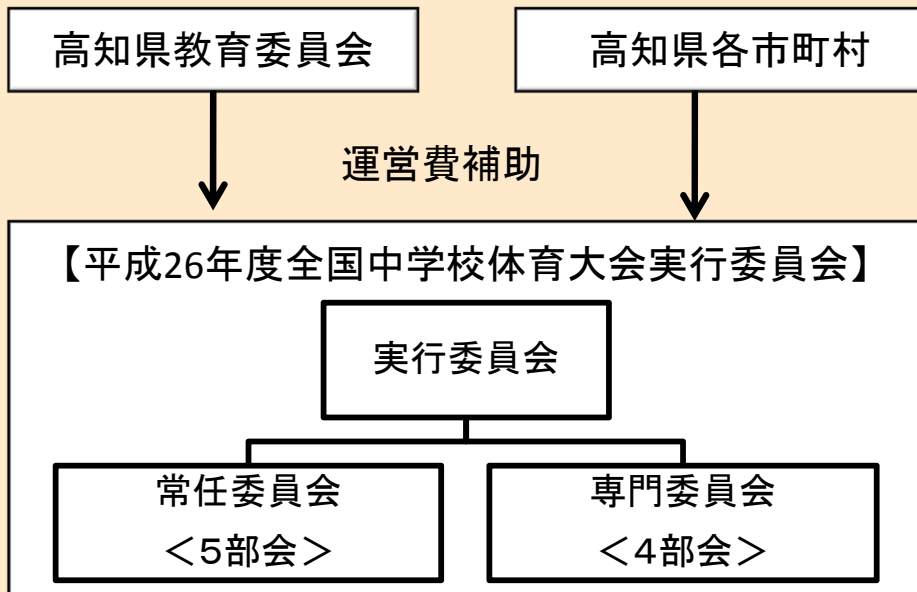 高知県教育委員会
高知県各市町村
運営費補助
【平成26年度全国中学校体育大会実行委員会】
実行委員会
常任委員会
＜５部会＞
専門委員会
＜４部会＞